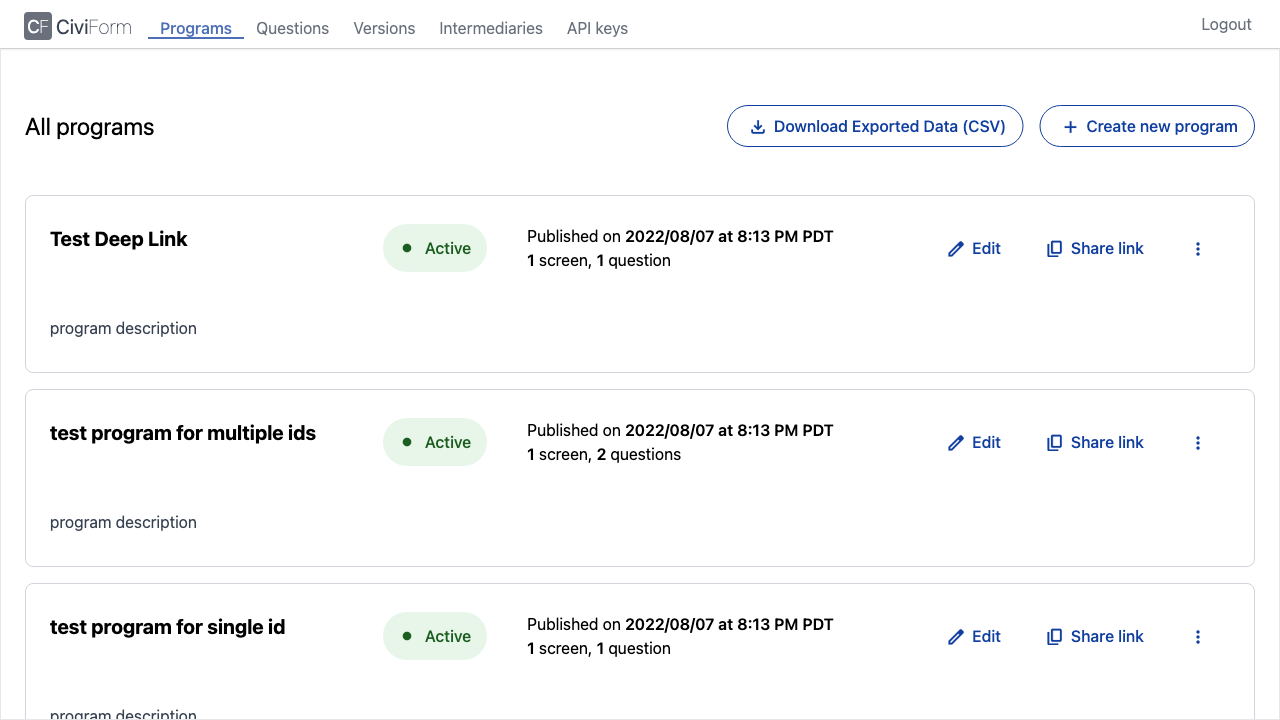 CF CiviForm Programs Questions Versions Intermediaries API keys Logout
All programs Download Exported Data (CSV) Create new program
Test Deep Link Active Published on 2022/08/07 at 8:13 PM PDT Edit Share link
1 screen, 1 question
program description
test program for multiple ids Active Published on 2022/08/07 at 8:13 PM PDT Edit Share link
1 screen, 2 questions
program description
test program for single id Active Published on 2022/08/07 at 8:13 PM PDT Edit Share link
1 screen, 1 question
program description